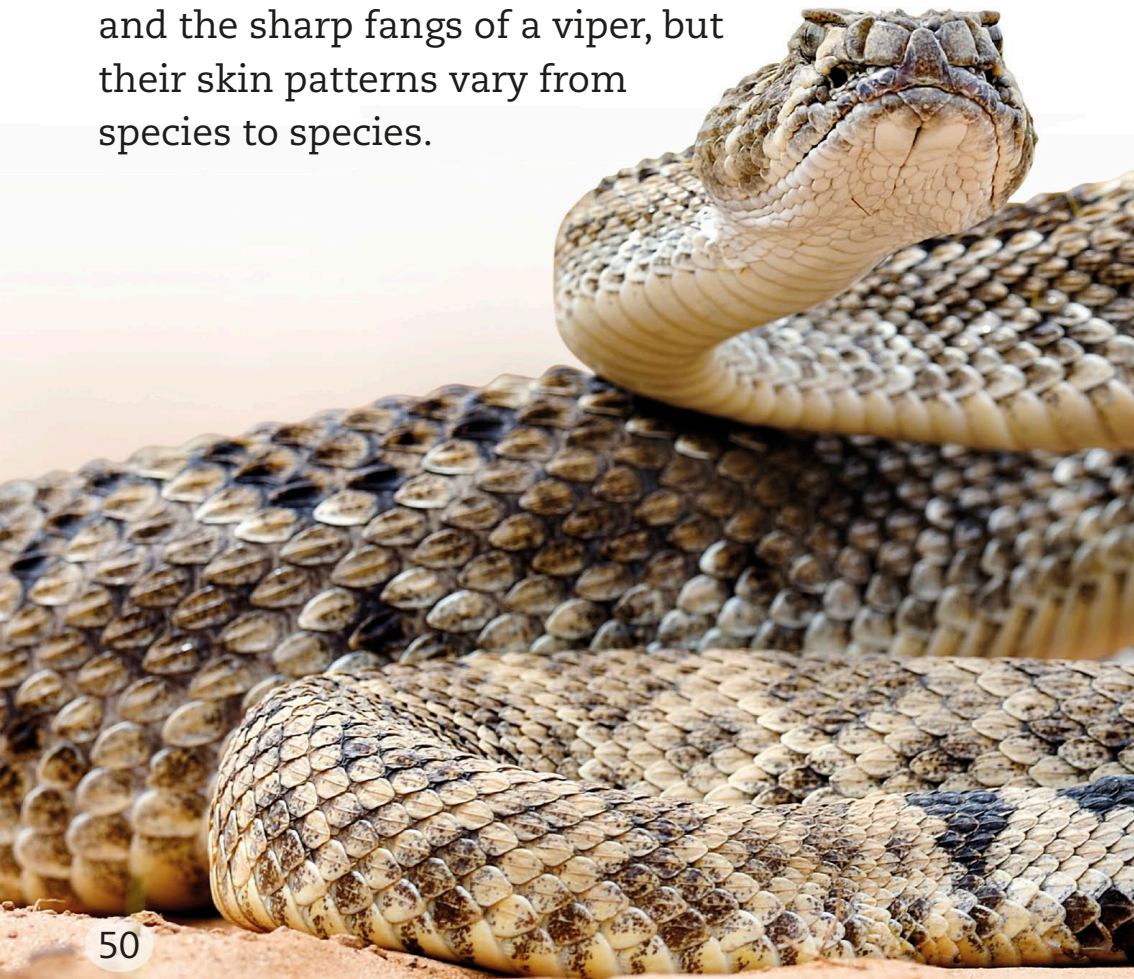 and the sharp fangs of a viper, but
their skin patterns vary from
species to species.
50